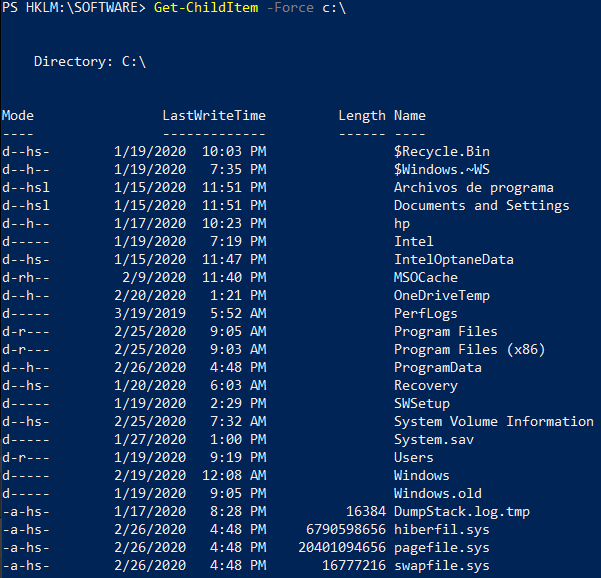 PS HKLM:\SOFTWARE> Get-ChildItem -Force c:\
Directory: C:\
Mode LastWriteTime Length Name
---- ------------- ------ ----
d--hs- 1/19/2020 10:03 PM $Recycle.Bin
d--h-- 1/19/2020 7:35 PM $Windows.~WS
d--hsl 1/15/2020 11:51 PM Archivos de programa
d--hsl 1/15/2020 11:51 PM Documents and Settings
d--h-- 1/17/2020 10:23 PM hp
d----- 1/19/2020 7:19 PM Intel
d--hs- 1/15/2020 11:47 PM IntelOptaneData
d-rh-- 2/9/2020 11:40 PM MSOCache
d--h-- 2/20/2020 1:21 PM OneDriveTemp
d----- 3/19/2019 5:52 AM PerfLogs
d-r--- 2/25/2020 9:05 AM Program Files
d-r--- 2/25/2020 9:03 AM Program Files (x86)
d--h-- 2/26/2020 4:48 PM ProgramData
d--hs- 1/20/2020 6:03 AM Recovery
d----- 1/19/2020 2:29 PM SWSetup
d--hs- 2/25/2020 7:32 AM System Volume Information
d----- 1/27/2020 1:00 PM System.sav
d-r--- 1/19/2020 9:19 PM Users
d----- 2/19/2020 12:08 AM Windows
d----- 1/19/2020 9:05 PM Windows.old
-a-hs- 1/17/2020 8:28 PM 16384 DumpStack.log.tmp
-a-hs- 2/26/2020 4:48 PM 6790598656 hiberfil.sys
-a-hs- 2/26/2020 4:48 PM 20401094656 pagefile.sys
-a-hs- 2/26/2020 4:48 PM 16777216 swapfile.sys